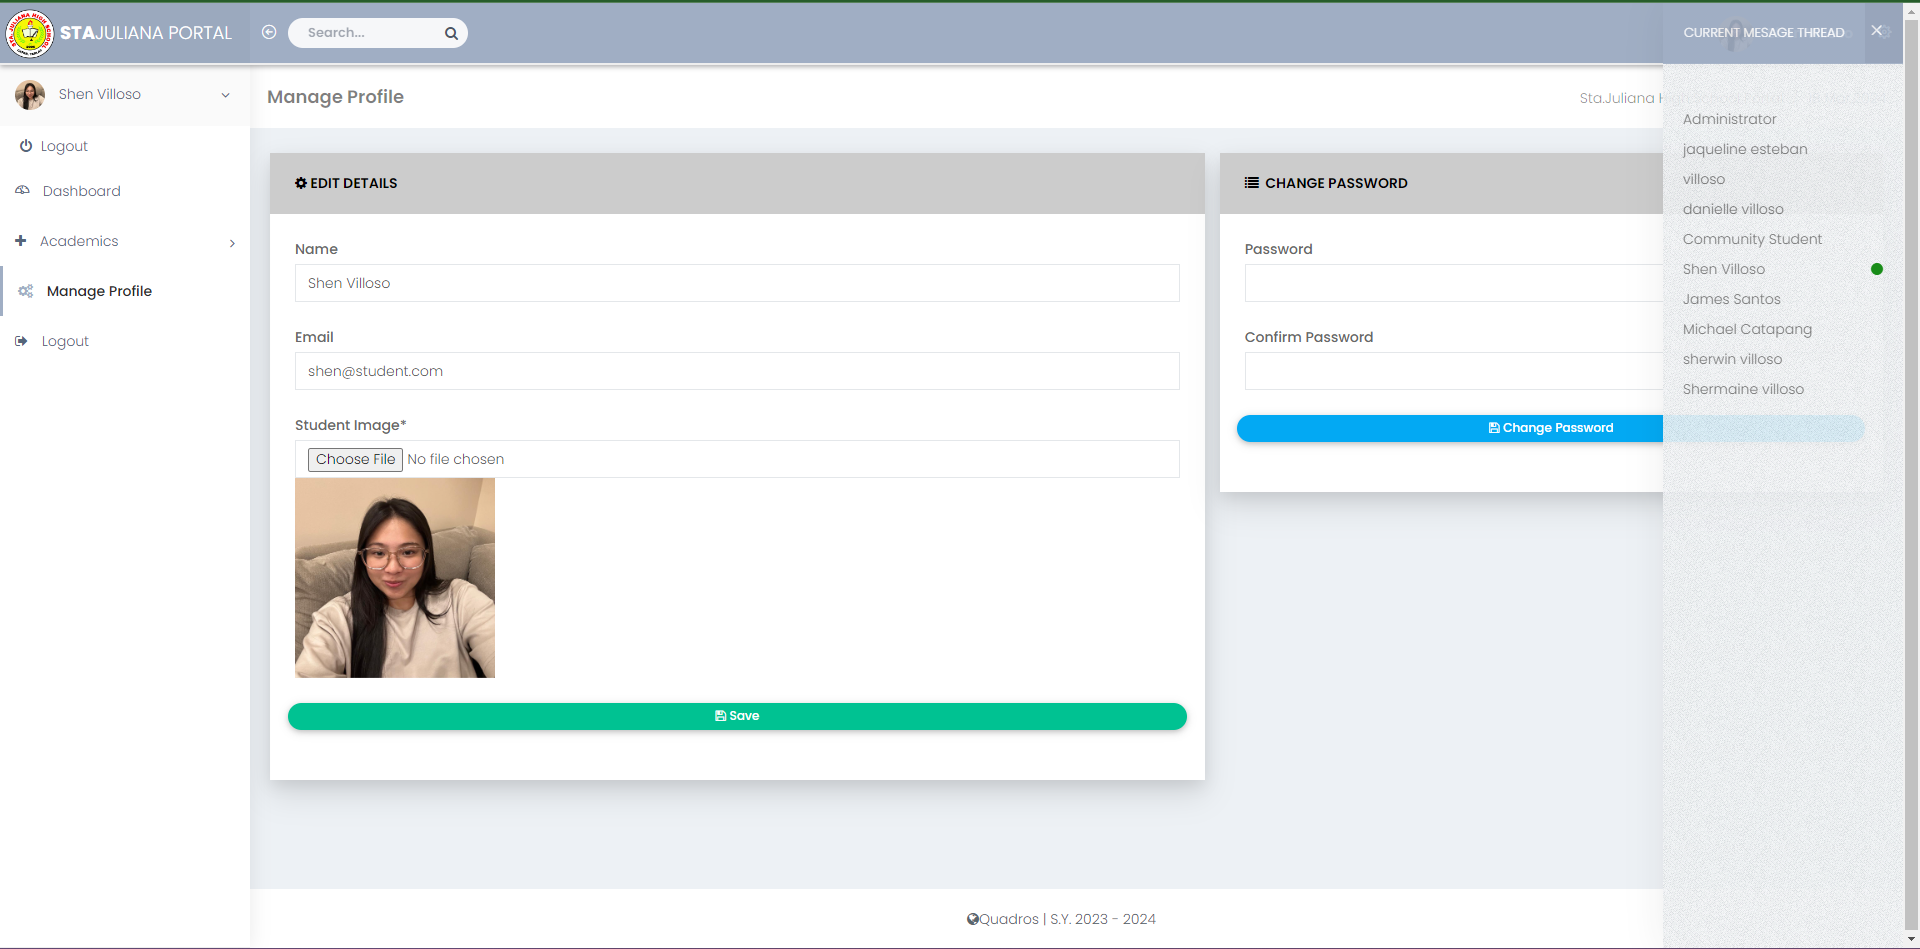 STAJULIANA PORTAL
Search...
CURRENT MESAGE THREAD
Shen Villoso
Logout
Dashboard
Academics
Manage Profile
Logout
Manage Profile
Sta.Juliana H
EDIT DETAILS
Name
Shen Villoso
Email
shen@student.com
Student Image*
Choose File No file chosen
Save
CHANGE PASSWORD
Password
Confirm Password
Change Password
Administrator
jaqueline esteban
villoso
danielle villoso
Community Student
Shen Villoso
James Santos
Michael Catapang
sherwin villoso
Shermaine villoso
Quadros | S.Y. 2023 - 2024